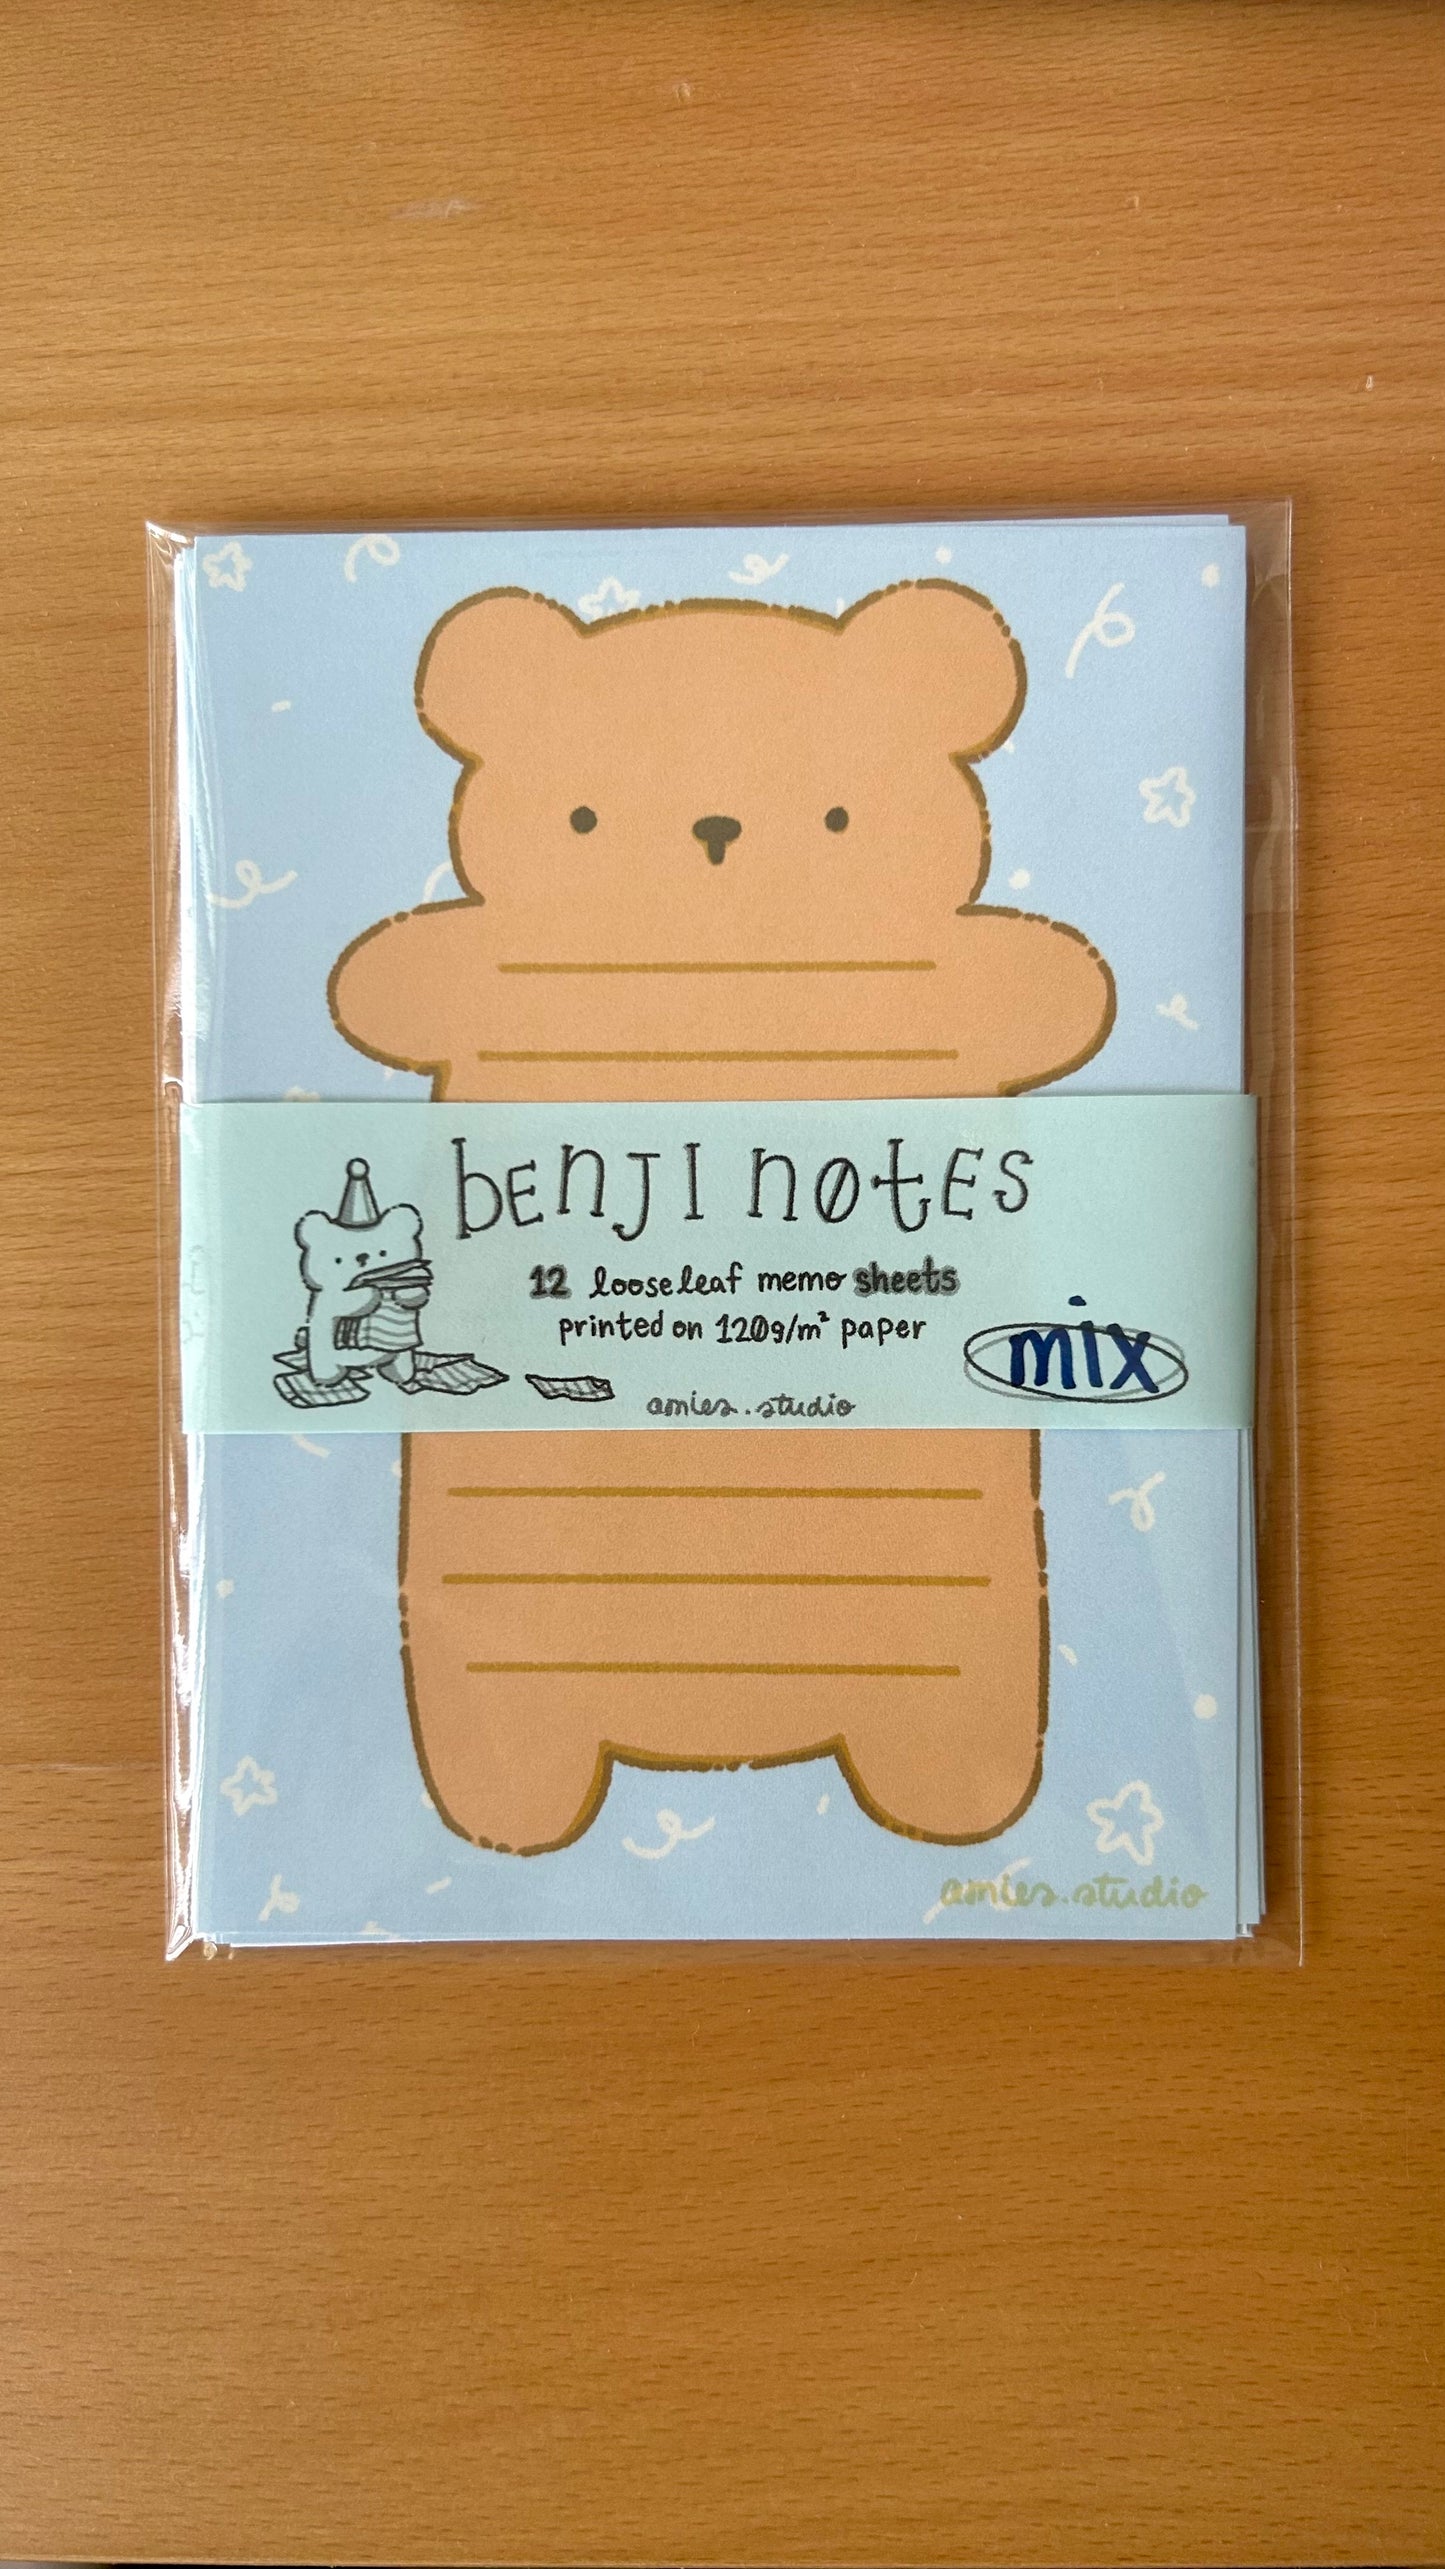 bENJI nOtES
12 looseleaf memo sheets
printed on 120g/m² paper
mix
amies.studio
amies.studio